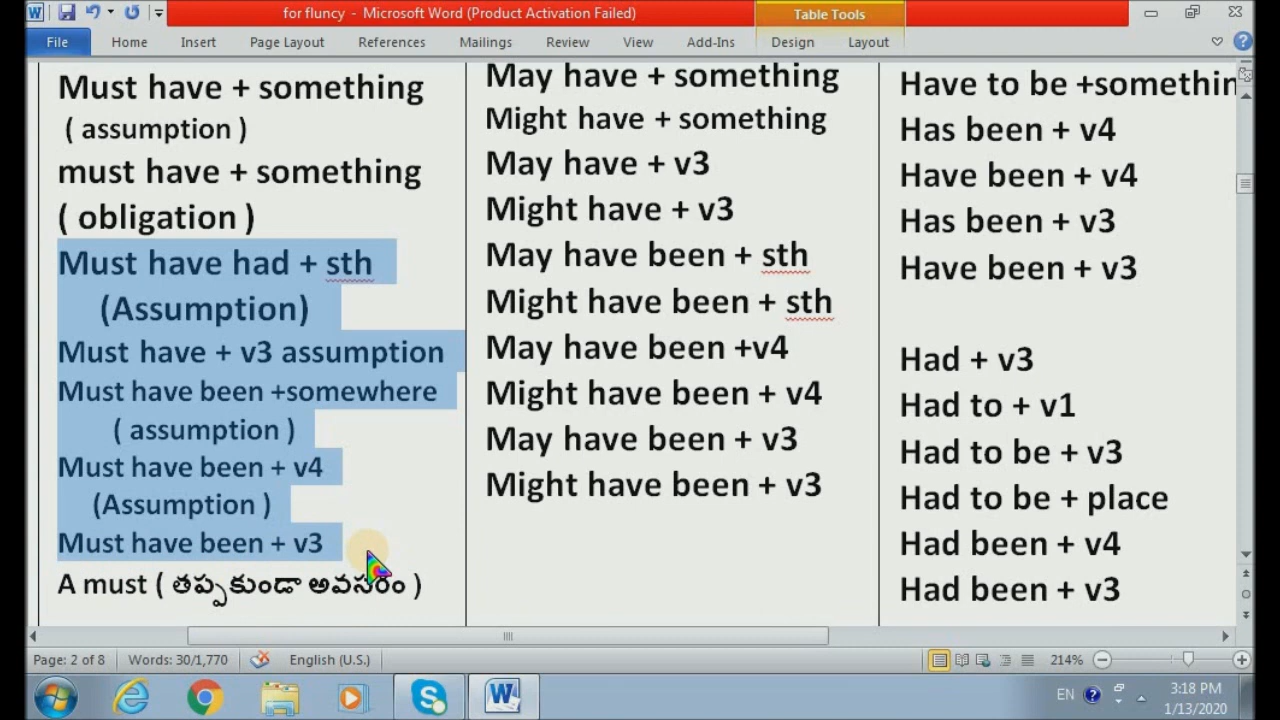 for fluncy - Microsoft Word (Product Activation Failed)
Table Tools
File
Home
Insert
Page Layout
References
Mailings
Review
View
Add-Ins
Design
Layout
Must have + something
( assumption )
must have + something
( obligation )
Must have had + sth
(Assumption)
Must have + v3 assumption
Must have been +somewhere
( assumption )
Must have been + v4
(Assumption )
Must have been + v3
A must ( తప్పకుండా అవసరం )
May have + something
Might have + something
May have + v3
Might have + v3
May have been + sth
Might have been + sth
May have been +v4
Might have been + v4
May have been + v3
Might have been + v3
Have to be +somethin
Has been + v4
Have been + v4
Has been + v3
Have been + v3
Had + v3
Had to + v1
Had to be + v3
Had to be + place
Had been + v4
Had been + v3
Page: 2 of 8
Words: 30/1,770
English (U.S.)
214%
EN
3:18 PM
1/13/2020